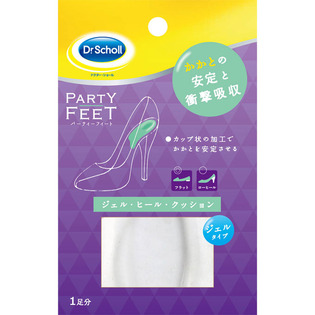 Dr Scholl
ドクター・ショール
PARTY
FEET
パーティーフィート
かかとの
安定と
衝撃吸収
●カップ状の加工で
かかとを安定させる
フラット
ローヒール
ジェル・ヒール・クッション
ジェル
タイプ
1足分